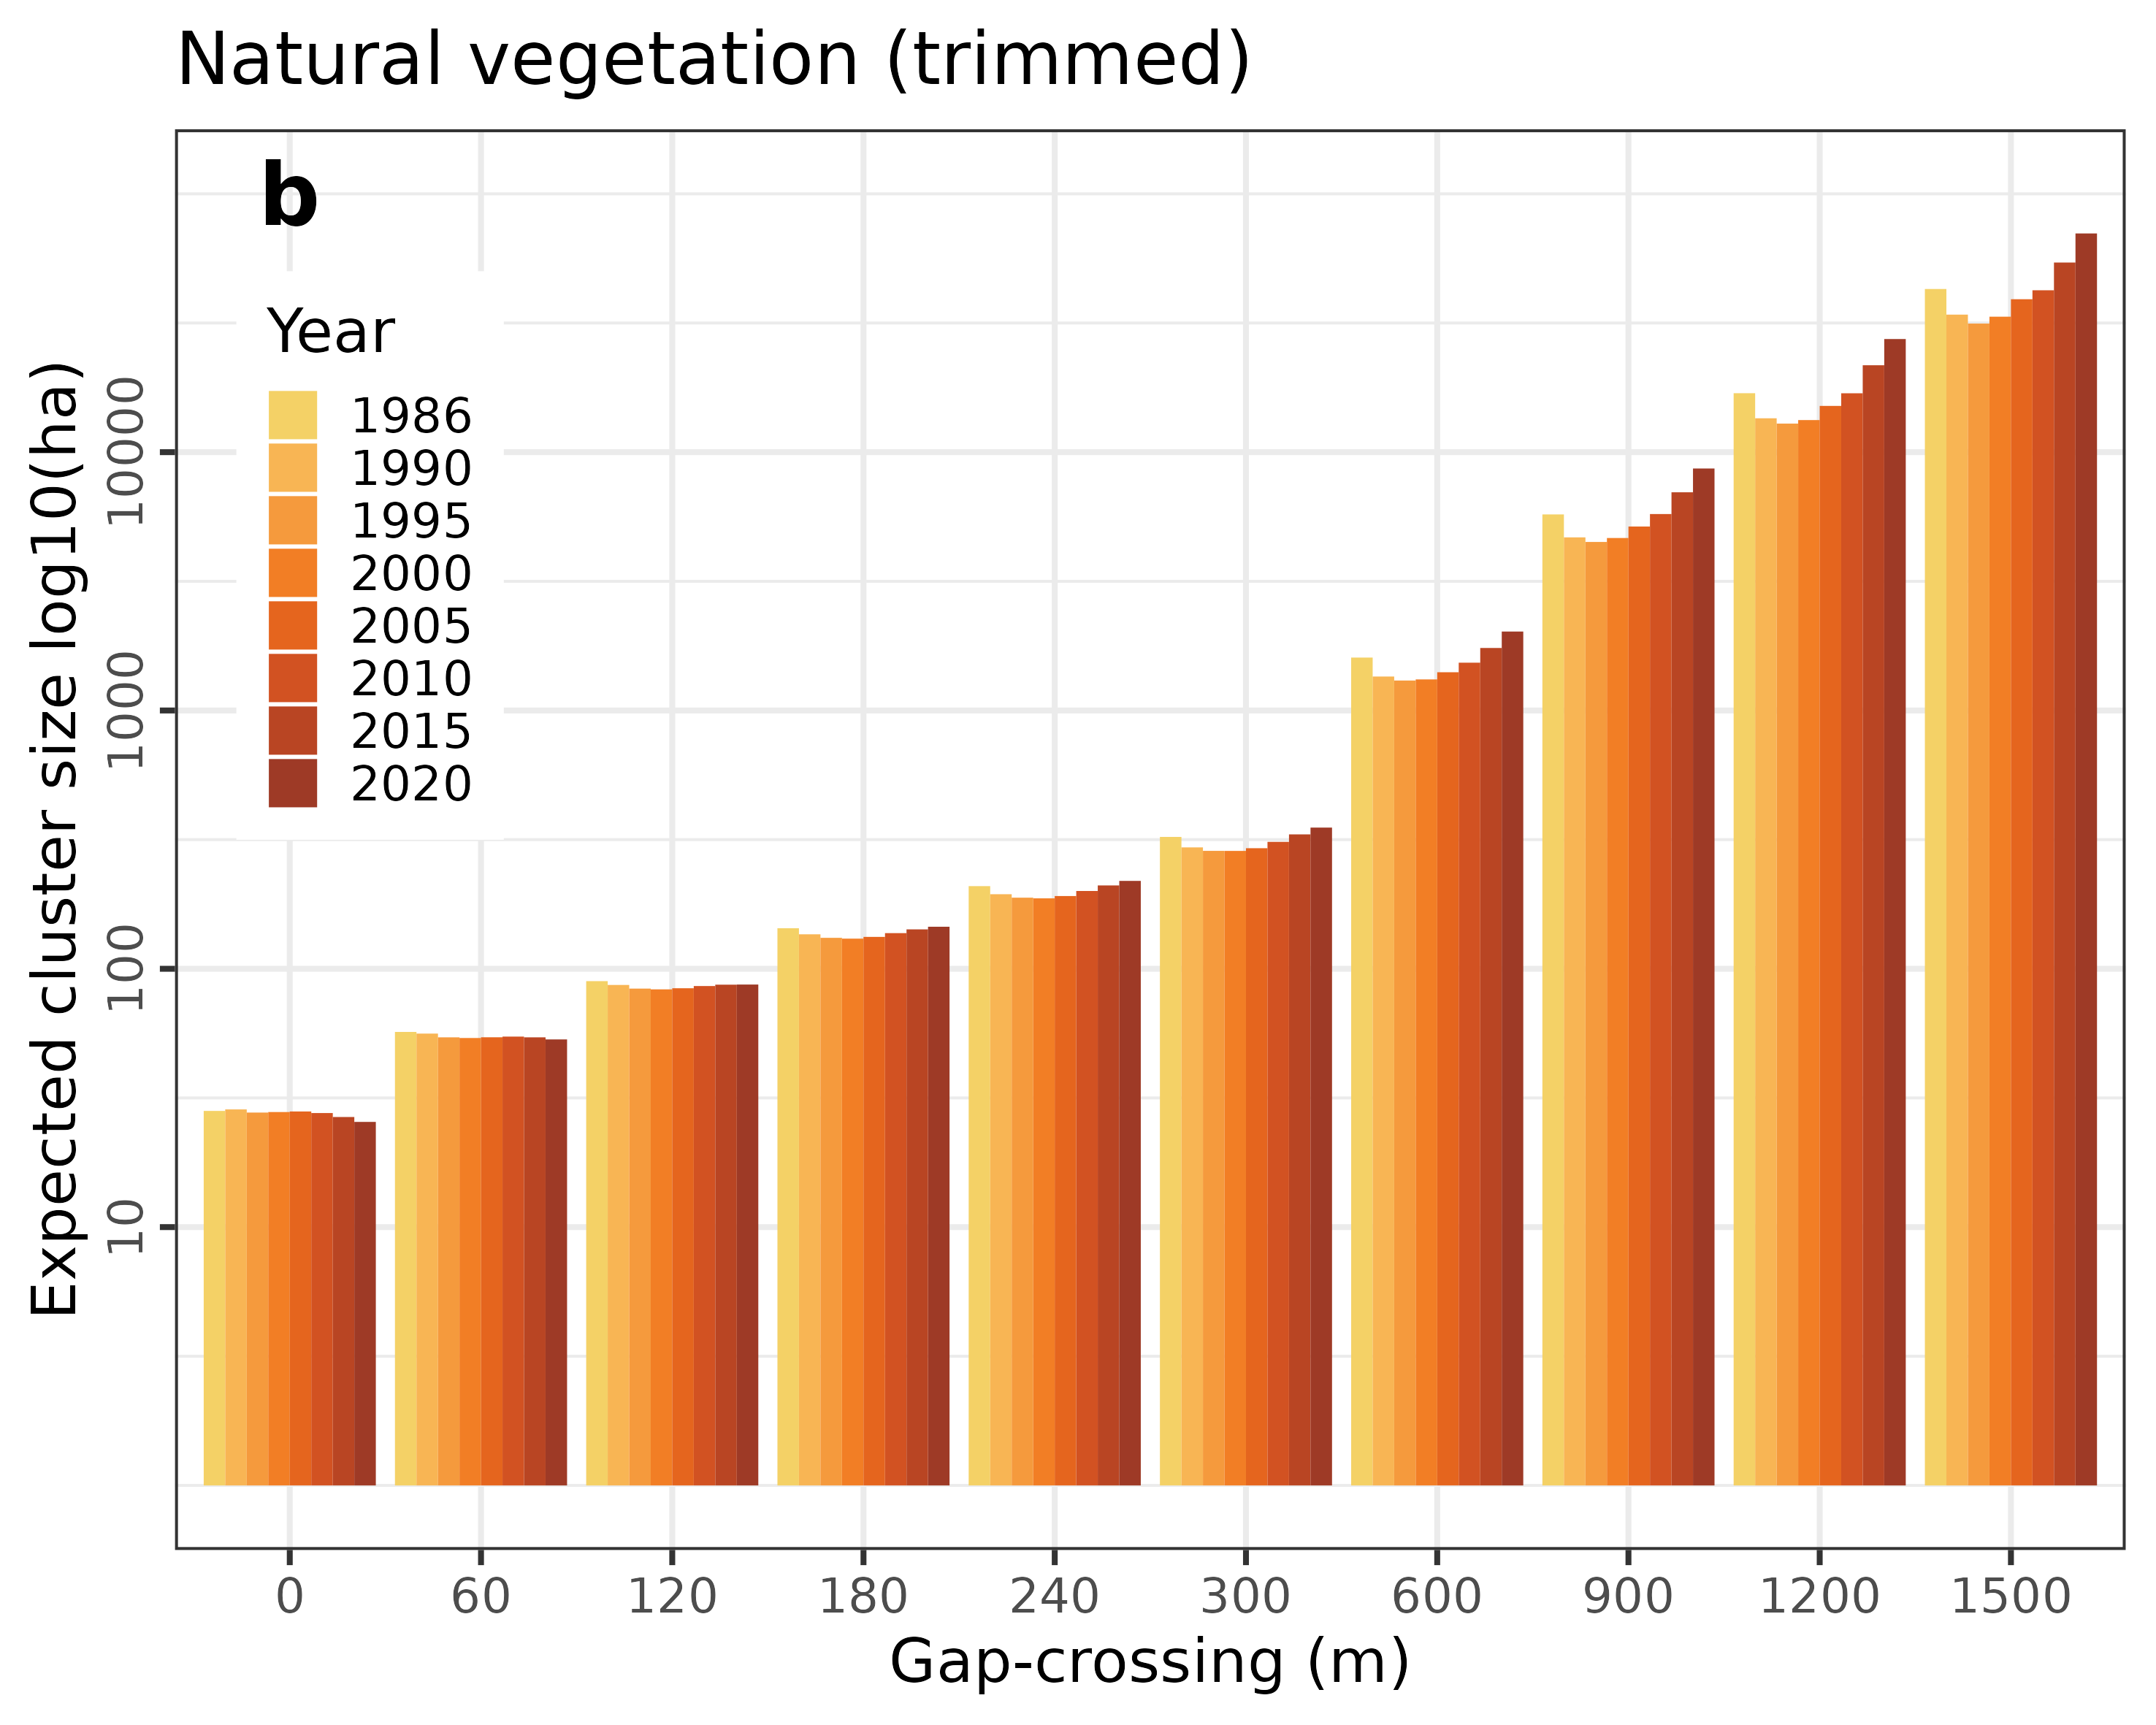 Natural vegetation (trimmed)
b
Year
1986
1990
1995
2000
2005
2010
2015
2020
Expected cluster size log10(ha)
10000
1000
100
10
0 60 120 180 240 300 600 900 1200 1500
Gap-crossing (m)